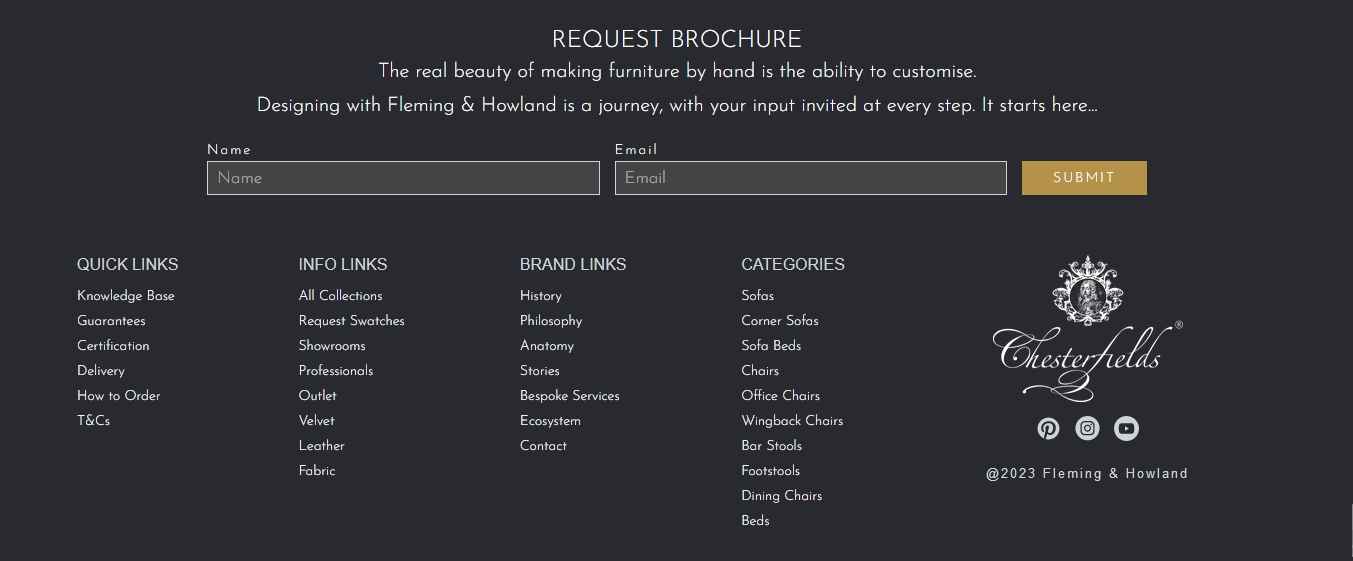 REQUEST BROCHURE
The real beauty of making furniture by hand is the ability to customise.
Designing with Fleming & Howland is a journey, with your input invited at every step. It starts here...
Name
Email
Name
Email
SUBMIT
QUICK LINKS
Knowledge Base
Guarantees
Certification
Delivery
How to Order
T&Cs
INFO LINKS
All Collections
Request Swatches
Showrooms
Professionals
Outlet
Velvet
Leather
Fabric
BRAND LINKS
History
Philosophy
Anatomy
Stories
Bespoke Services
Ecosystem
Contact
CATEGORIES
Sofas
Corner Sofas
Sofa Beds
Chairs
Office Chairs
Wingback Chairs
Bar Stools
Footstools
Dining Chairs
Beds
Chesterfields®
@2023 Fleming & Howland